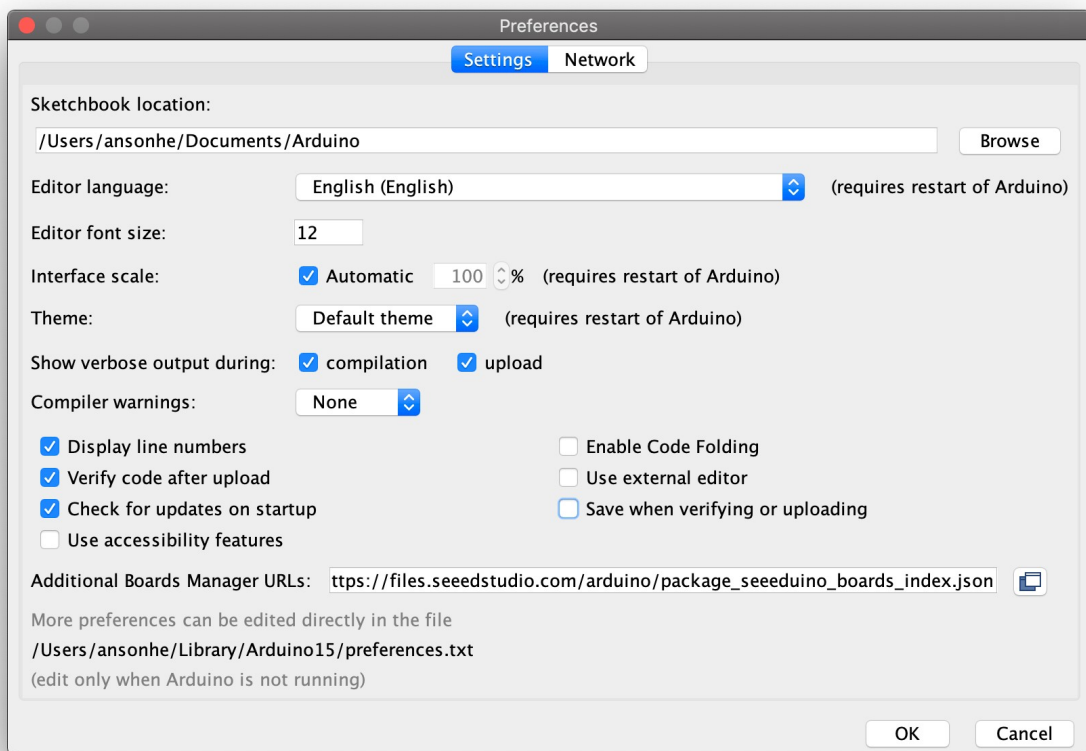 Preferences
Settings Network
Sketchbook location:
/Users/ansonhe/Documents/Arduino Browse
Editor language: English (English) (requires restart of Arduino)
Editor font size: 12
Interface scale: Automatic 100 % (requires restart of Arduino)
Theme: Default theme (requires restart of Arduino)
Show verbose output during: compilation upload
Compiler warnings: None
Display line numbers Enable Code Folding
Verify code after upload Use external editor
Check for updates on startup Save when verifying or uploading
Use accessibility features
Additional Boards Manager URLs: ttps://files.seeedstudio.com/arduino/package_seeeduino_boards_index.json
More preferences can be edited directly in the file
/Users/ansonhe/Library/Arduino15/preferences.txt
(edit only when Arduino is not running)
OK Cancel